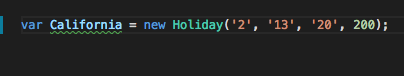 var California = new Holiday('2', '13', '20', 200);